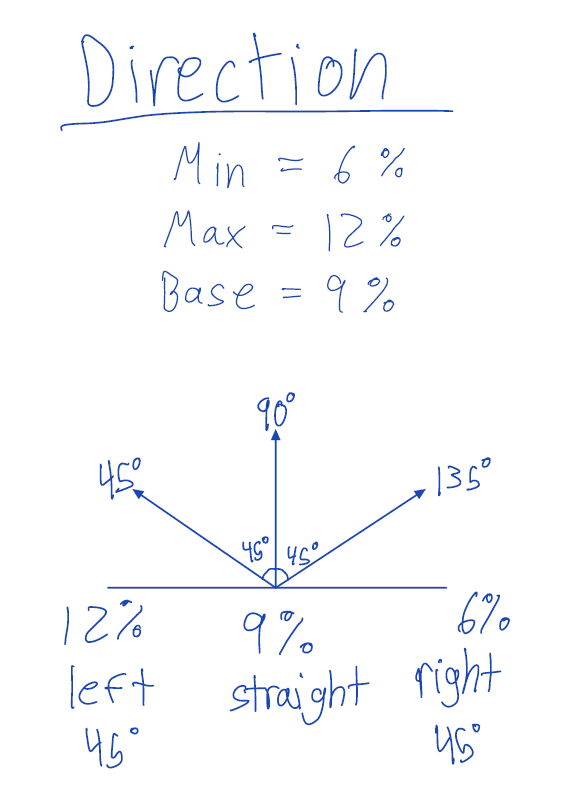 Direction
Min = 6%
Max = 12%
Base = 9%
90°
45°
135°
45° 45°
12% 9% 6%
left straight right
45° 45°